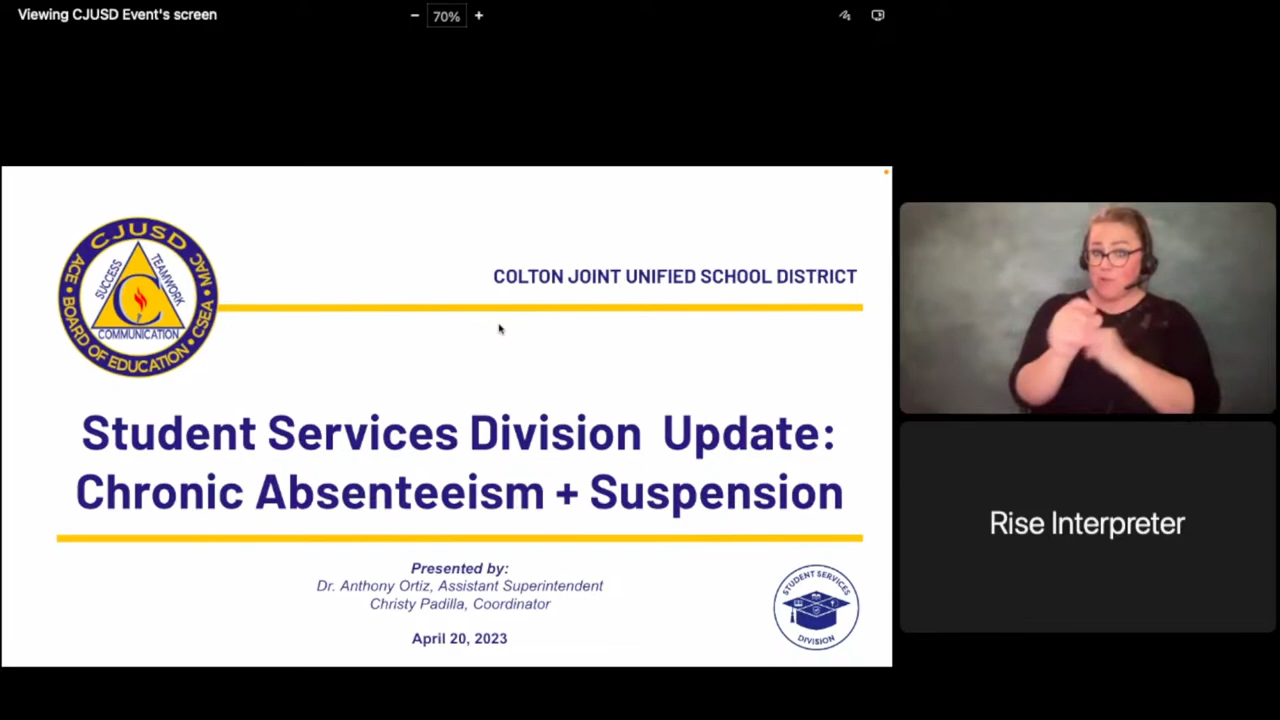 Viewing CJUSD Event's screen
70%
CJUSD
ACE • BOARD OF EDUCATION • CSEA • MAC
SUCCESS
TEAMWORK
C
COMMUNICATION
COLTON JOINT UNIFIED SCHOOL DISTRICT
Student Services Division Update:
Chronic Absenteeism + Suspension
Presented by:
Dr. Anthony Ortiz, Assistant Superintendent
Christy Padilla, Coordinator
April 20, 2023
STUDENT SERVICES
DIVISION
Rise Interpreter